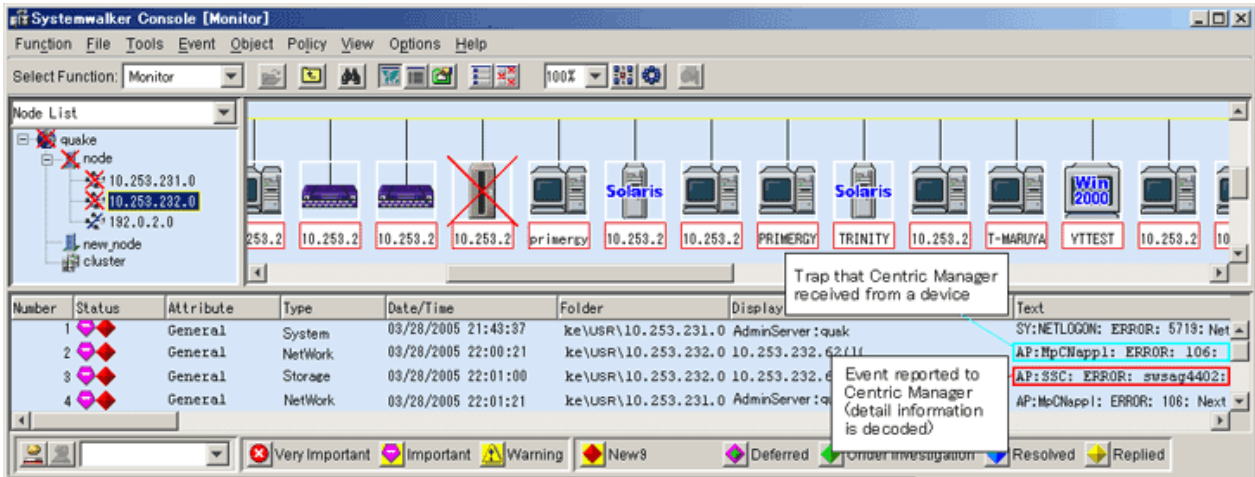 Systemwalker Console [Monitor]
Function File Tools Event Object Policy View Options Help
Select Function: Monitor 100%
Node List
quake
node
10.253.231.0
10.253.232.0
192.0.2.0
new_node
cluster
Solaris Solaris Win 2000
253.2 10.253.2 10.253.2 10.253.2 primergy 10.253.2 10.253.2 PRIMERGY TRINITY 10.253.2 T-MARUYA VTTEST 10.253.2 10
Trap that Centric Manager
received from a device
Number Status Attribute Type Date/Time Folder Display Text
1 General System 03/28/2005 21:43:37 ke\USR\10.253.231.0 AdminServer:quak SY:NETLOGON: ERROR: 5719: Net
2 General NetWork 03/28/2005 22:00:21 ke\USR\10.253.232.0 10.253.232.62 AP:MpCNappl: ERROR: 106:
3 General Storage 03/28/2005 22:01:00 ke\USR\10.253.232.0 10.253.232.6 AP:SSC: ERROR: swsag4402:
4 General NetWork 03/28/2005 22:01:21 ke\USR\10.253.231.0 AdminServer:q AP:MpCNappl: ERROR: 106: Next
Event reported to
Centric Manager
(detail information
is decoded)
Very Important Important Warning New9 Deferred Under Investigation Resolved Replied